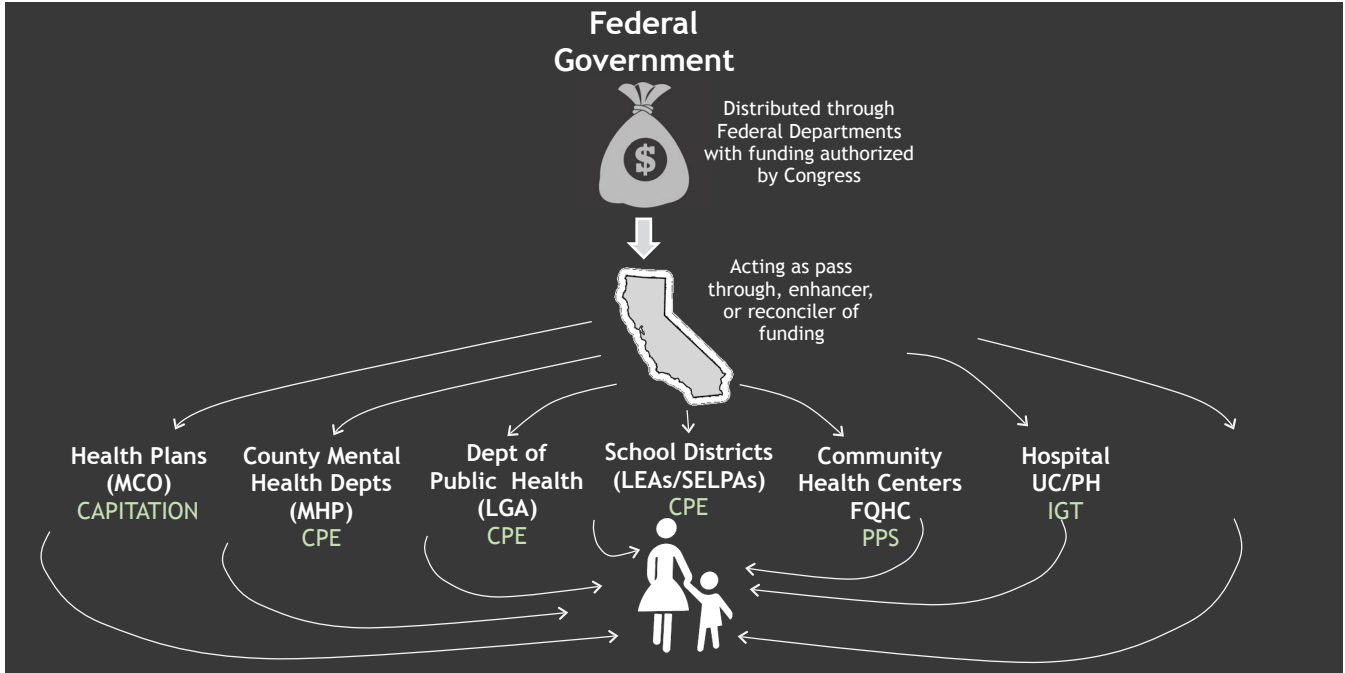 Federal
Government
$
Distributed through
Federal Departments
with funding authorized
by Congress
Acting as pass
through, enhancer,
or reconciler of
funding
Health Plans
(MCO)
CAPITATION
County Mental
Health Depts
(MHP)
CPE
Dept of
Public Health
(LGA)
CPE
School Districts
(LEAs/SELPAs)
CPE
Community
Health Centers
FQHC
PPS
Hospital
UC/PH
IGT